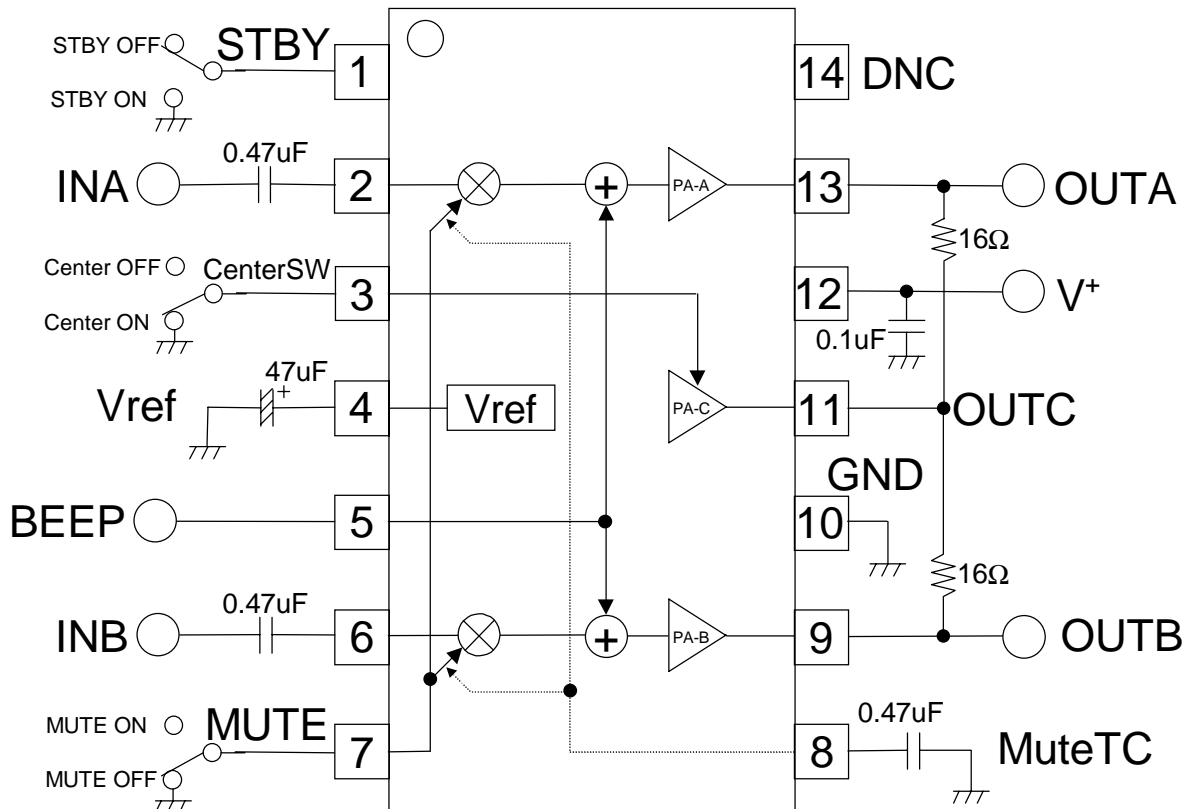 STBY OFF
STBY
1
STBY ON
14
DNC
0.47uF
INA
2
PA-A
13
OUTA
16Ω
Center OFF
CenterSW
3
Center ON
12
V+
0.1uF
47uF
+
Vref
4
Vref
PA-C
11
OUTC
GND
BEEP
5
10
16Ω
0.47uF
INB
6
PA-B
9
OUTB
MUTE ON
MUTE
7
MUTE OFF
0.47uF
8
MuteTC